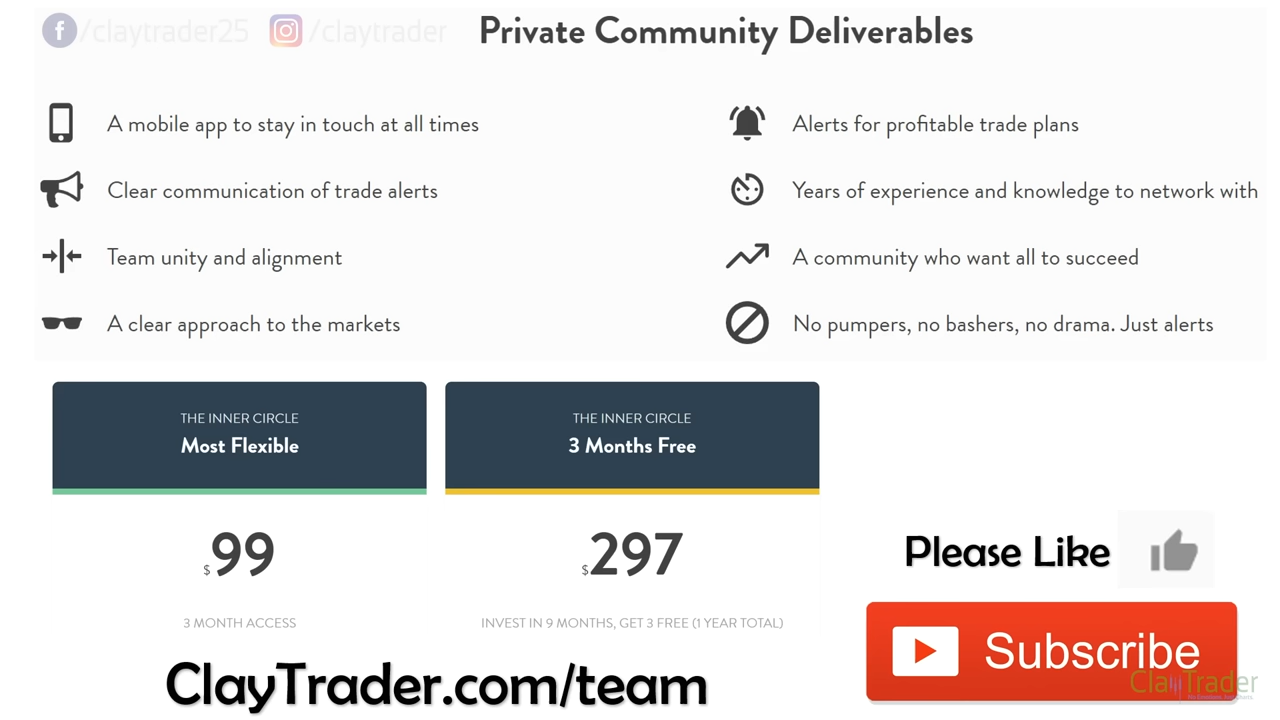 /claytrader25 /claytrader
Private Community Deliverables
A mobile app to stay in touch at all times
Alerts for profitable trade plans
Clear communication of trade alerts
Years of experience and knowledge to network with
Team unity and alignment
A community who want all to succeed
A clear approach to the markets
No pumpers, no bashers, no drama. Just alerts
THE INNER CIRCLE
Most Flexible
$99
3 MONTH ACCESS
THE INNER CIRCLE
3 Months Free
$297
INVEST IN 9 MONTHS, GET 3 FREE (1 YEAR TOTAL)
Please Like
Subscribe
ClayTrader
ClayTrader.com/team